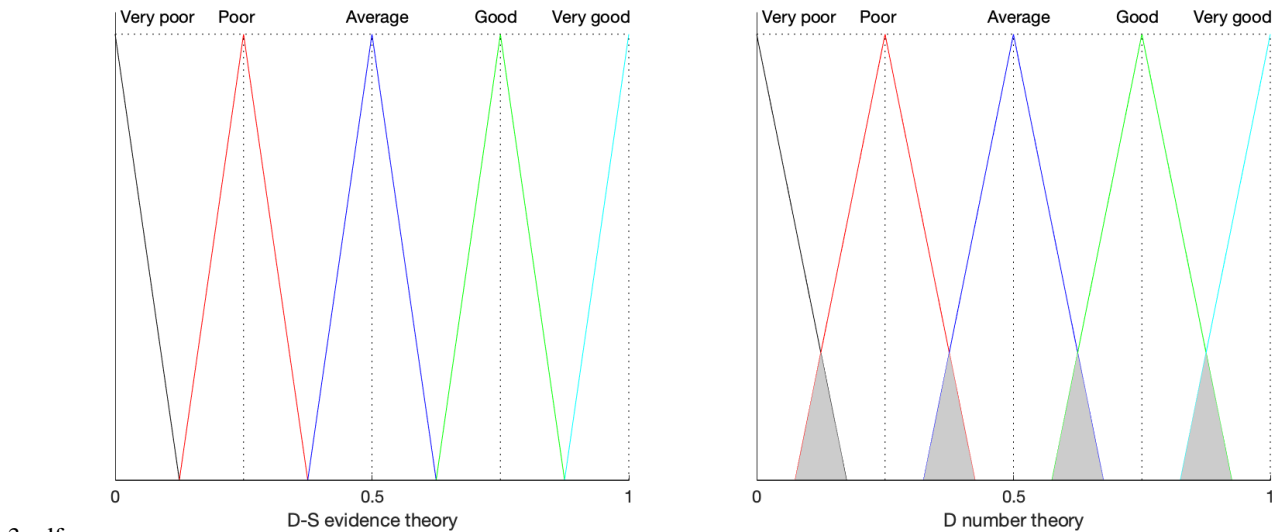 Very poor Poor Average Good Very good
0 0.5 1
D-S evidence theory
Very poor Poor Average Good Very good
0 0.5 1
D number theory